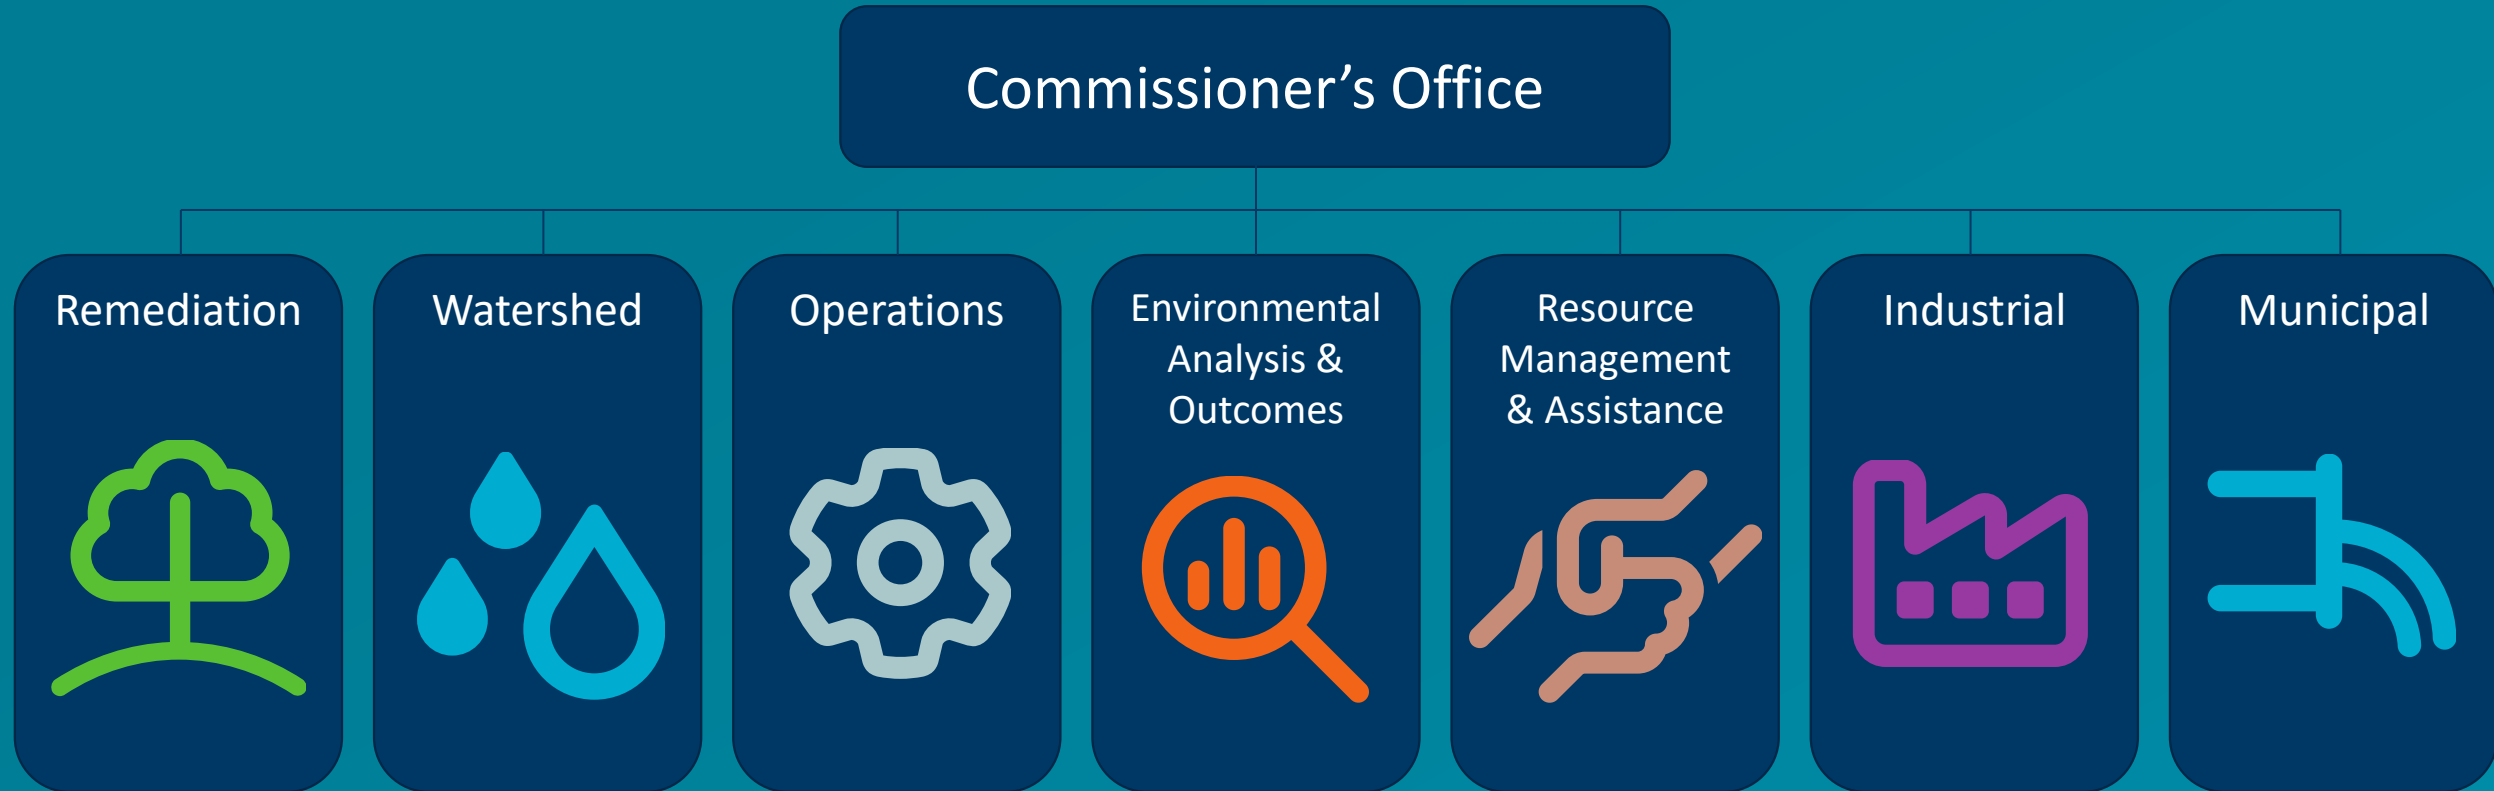 Commissioner’s Office
Remediation
Watershed
Operations
Environmental
Analysis &
Outcomes
Resource
Management
& Assistance
Industrial
Municipal